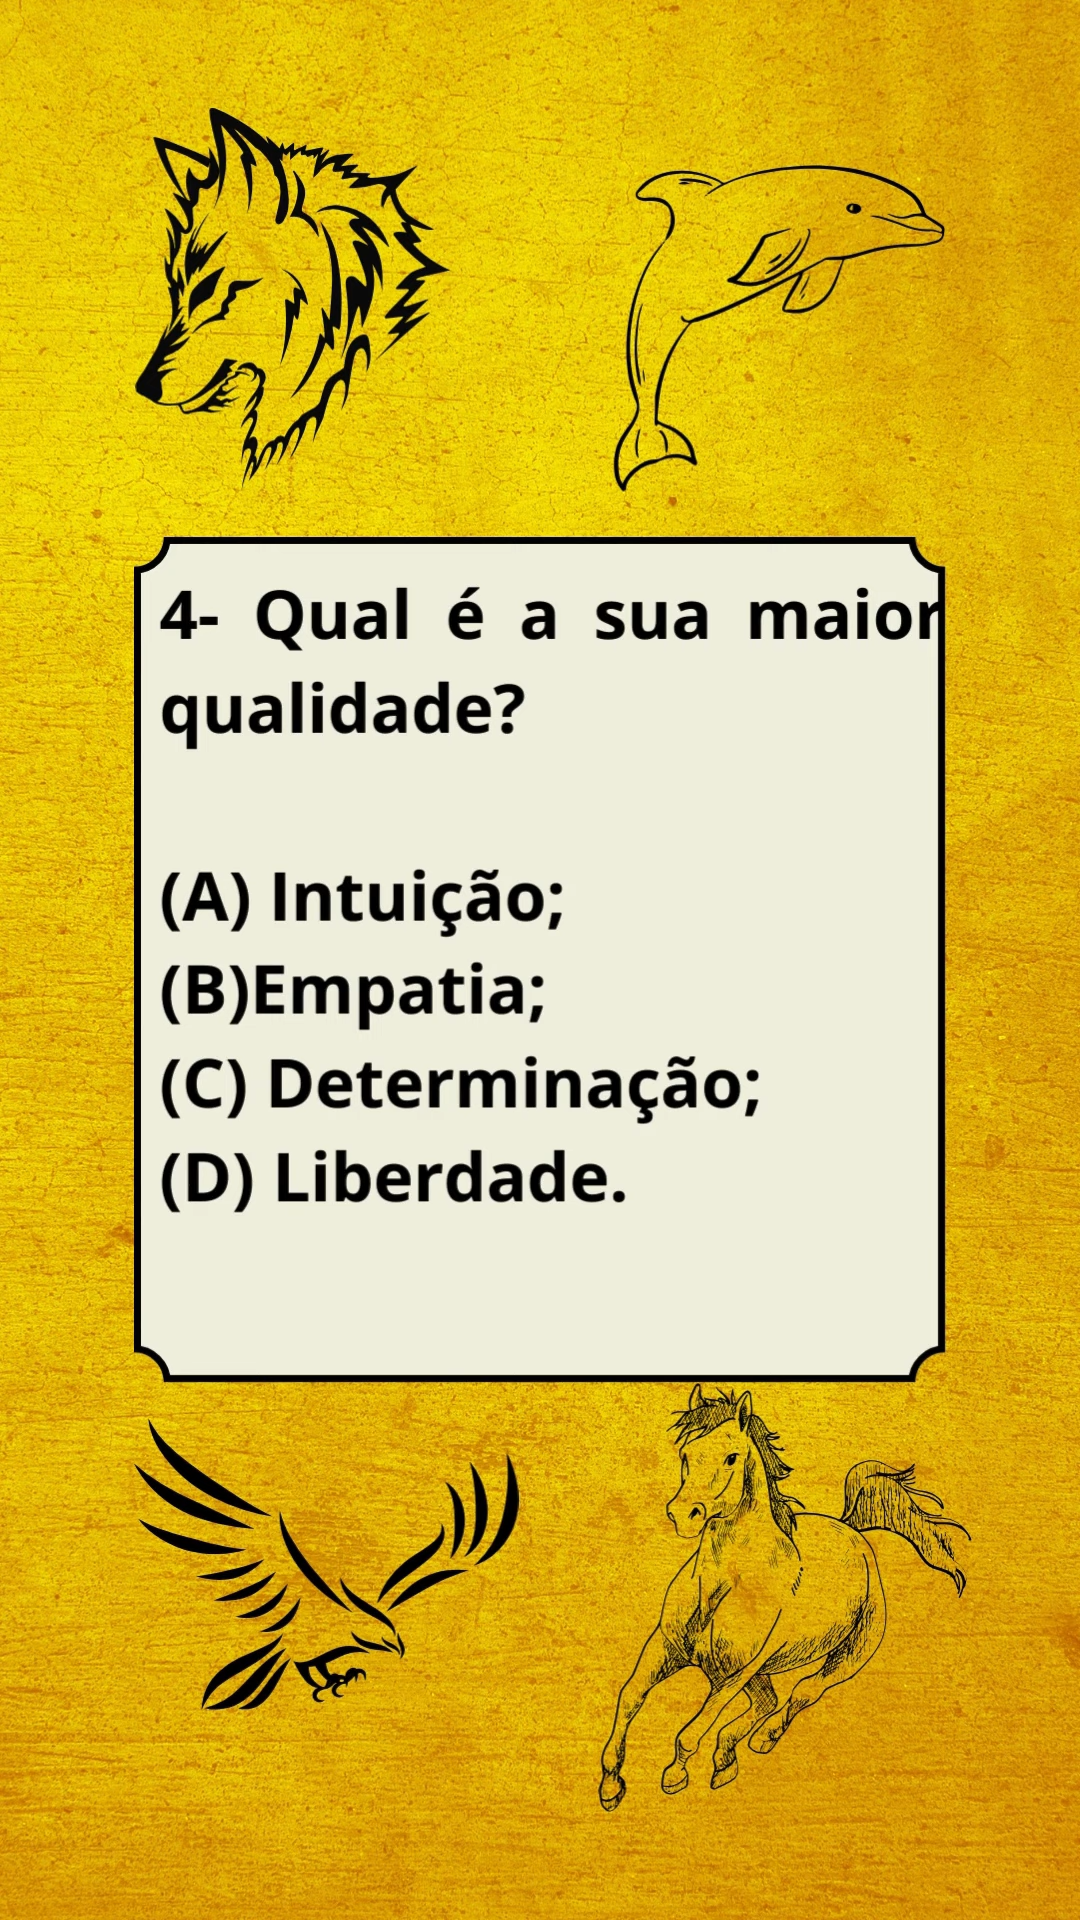 4- Qual é a sua maior
qualidade?
(A) Intuição;
(B)Empatia;
(C) Determinação;
(D) Liberdade.